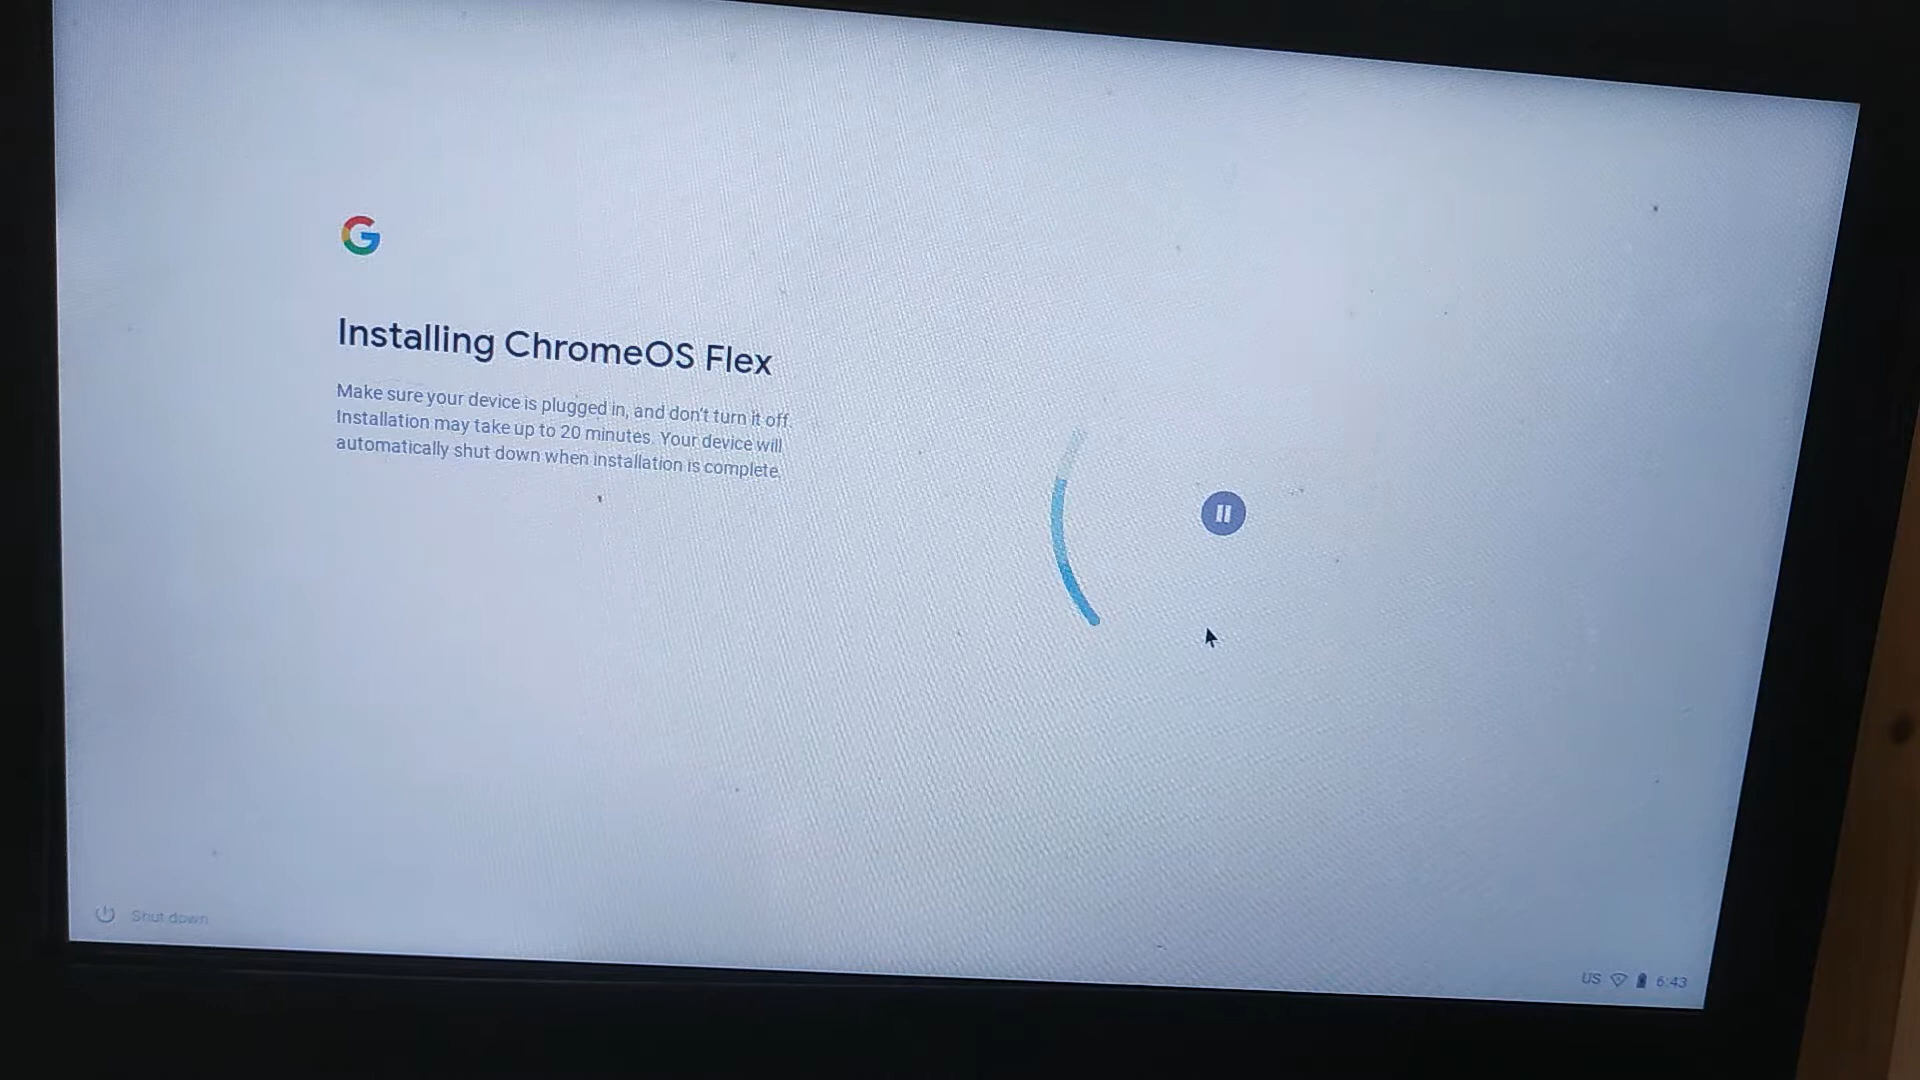 Installing ChromeOS Flex
Make sure your device is plugged in, and don't turn it off.
Installation may take up to 20 minutes. Your device will
automatically shut down when installation is complete.
Shut down
US 6:43